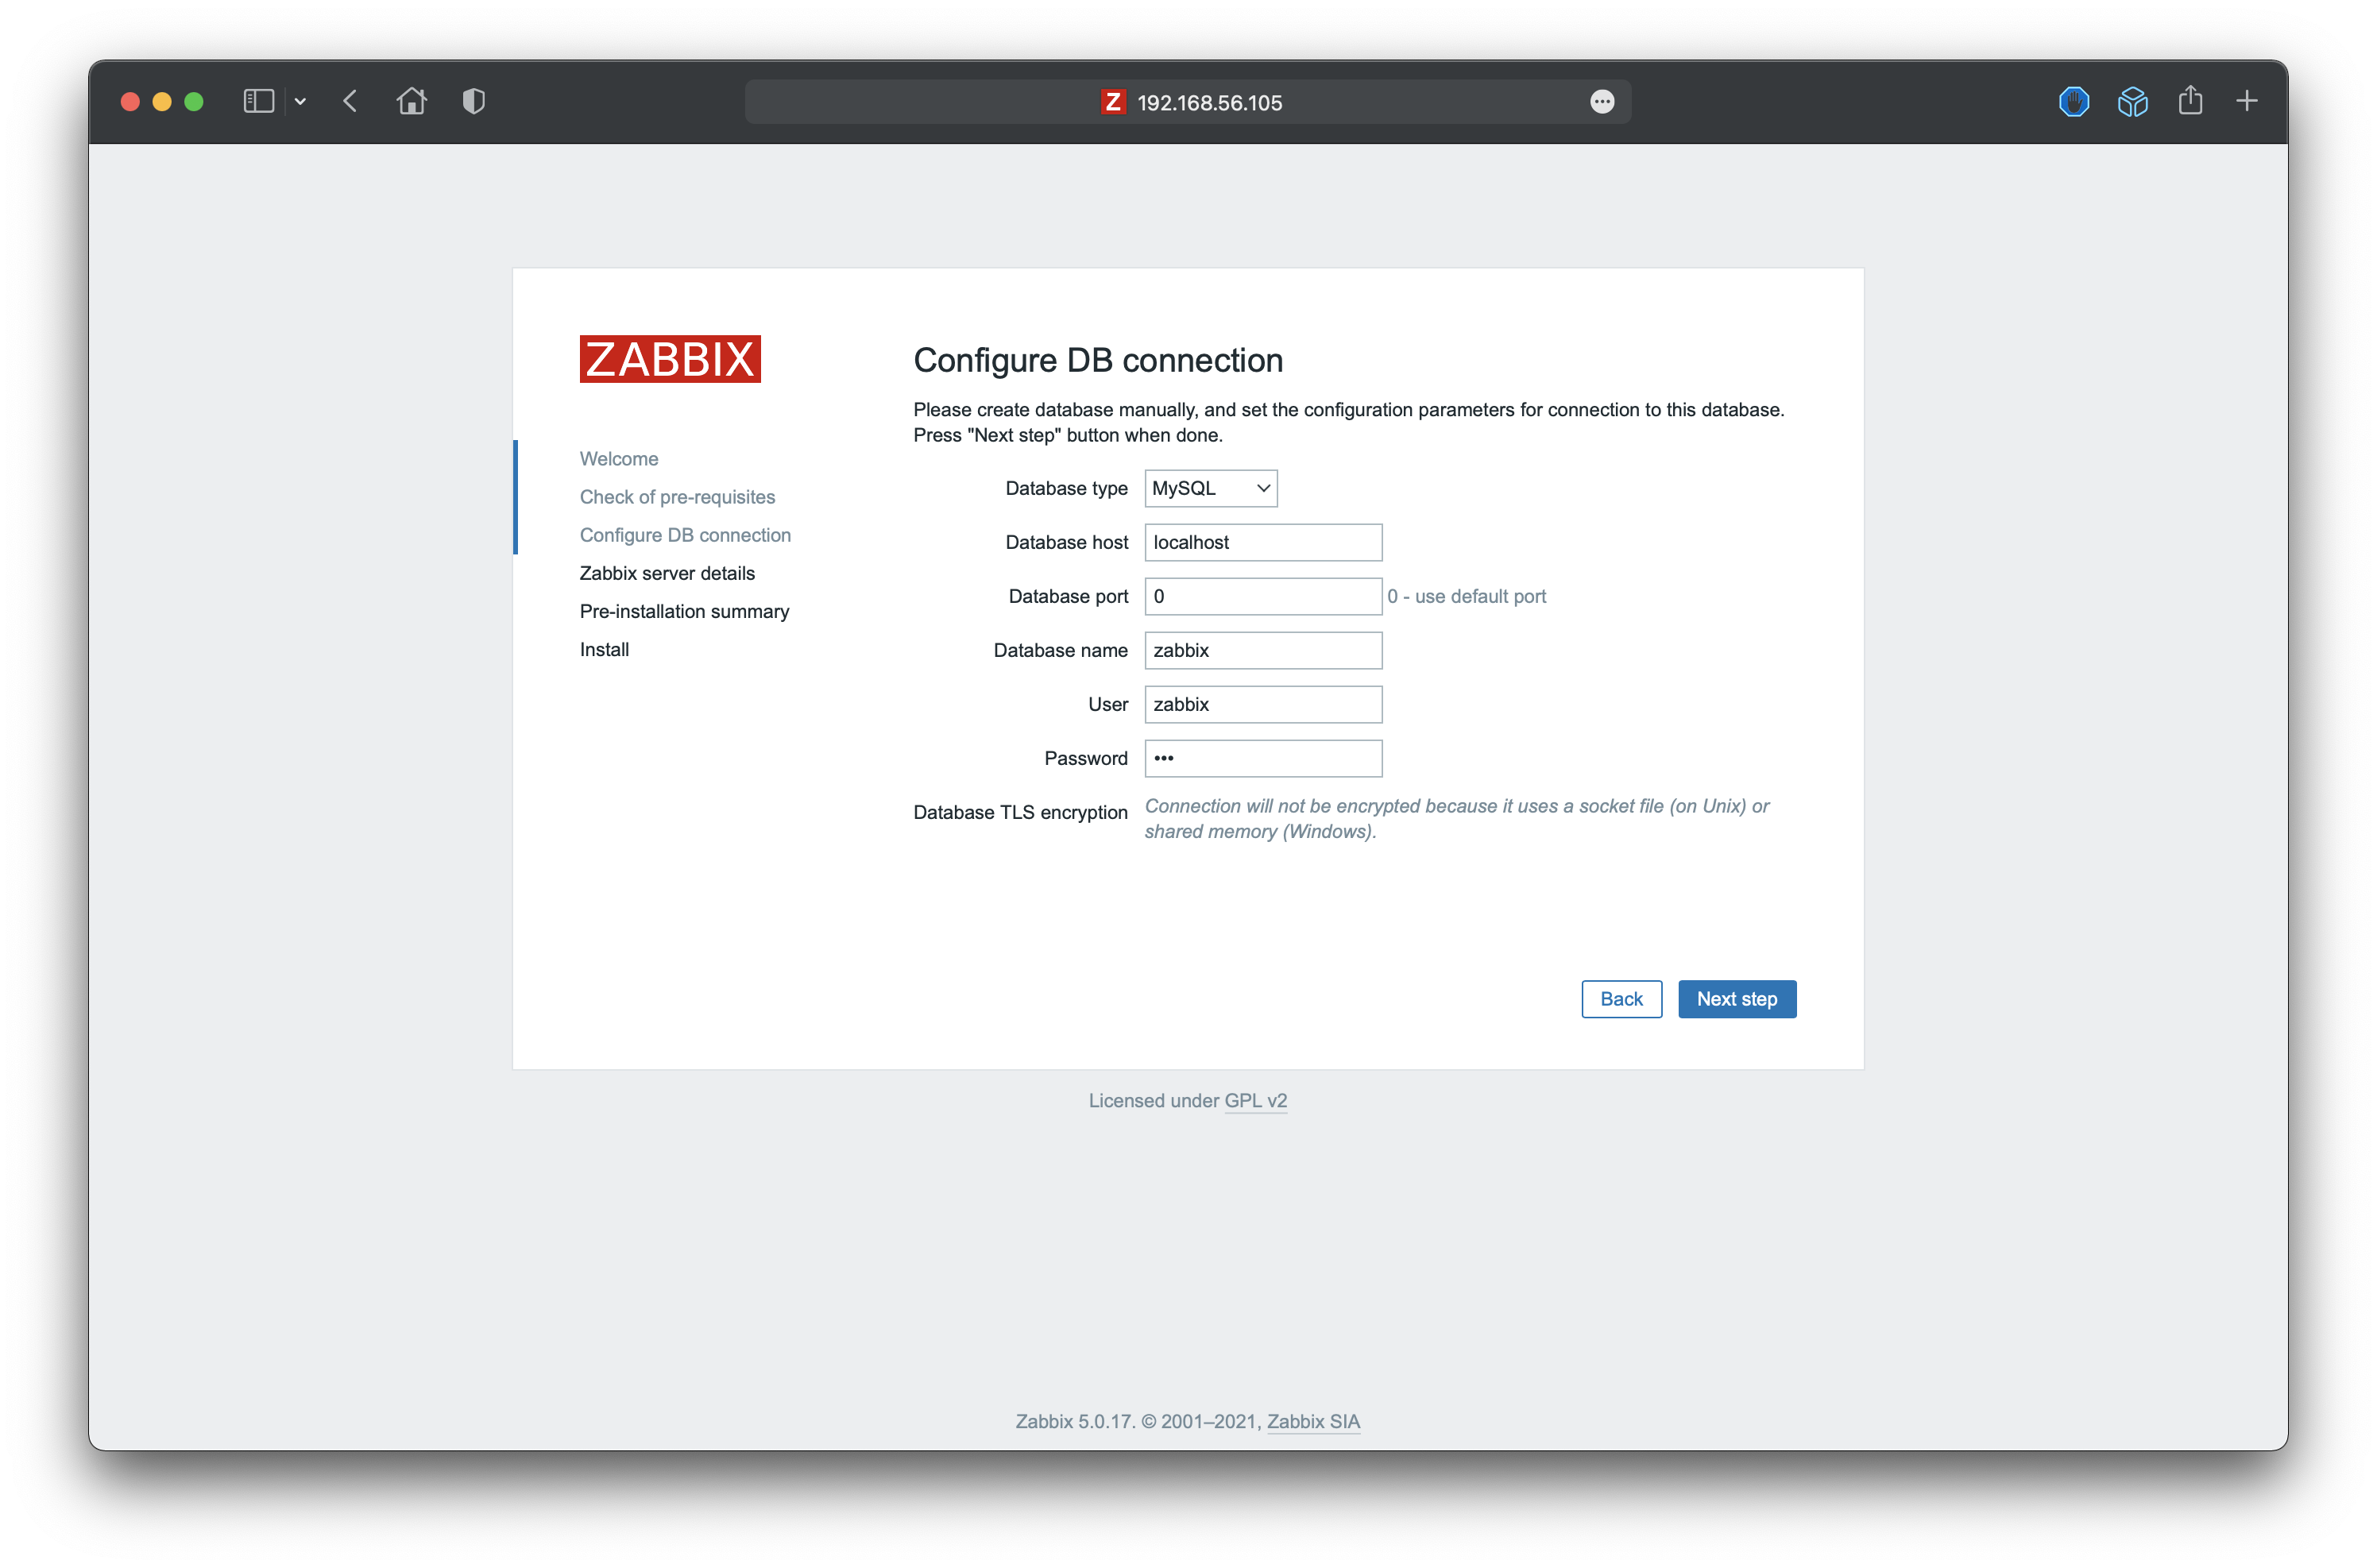 Z 192.168.56.105
ZABBIX
Welcome
Check of pre-requisites
Configure DB connection
Zabbix server details
Pre-installation summary
Install
Configure DB connection
Please create database manually, and set the configuration parameters for connection to this database.
Press "Next step" button when done.
Database type MySQL
Database host localhost
Database port 0 0 - use default port
Database name zabbix
User zabbix
Password •••
Database TLS encryption Connection will not be encrypted because it uses a socket file (on Unix) or
shared memory (Windows).
Back Next step
Licensed under GPL v2
Zabbix 5.0.17. © 2001–2021, Zabbix SIA